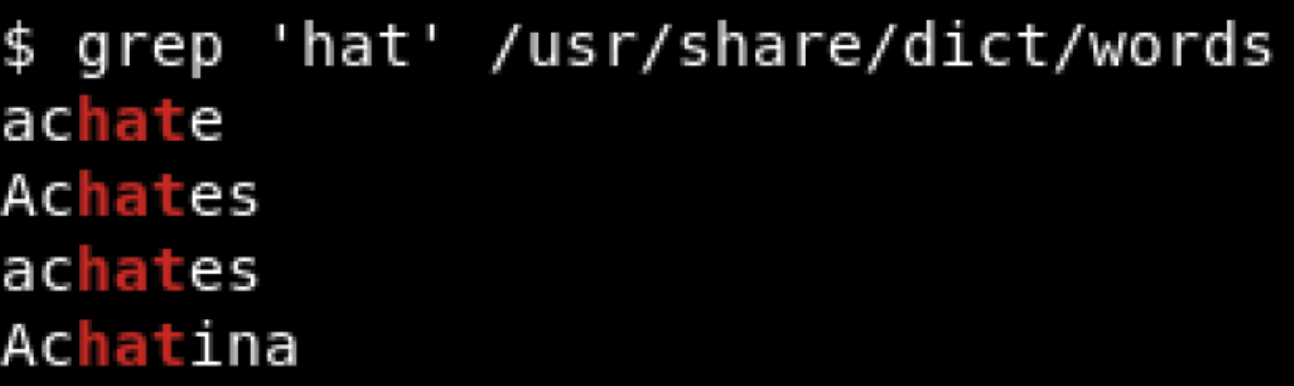 $ grep 'hat' /usr/share/dict/words
achate
Achates
achates
Achatina